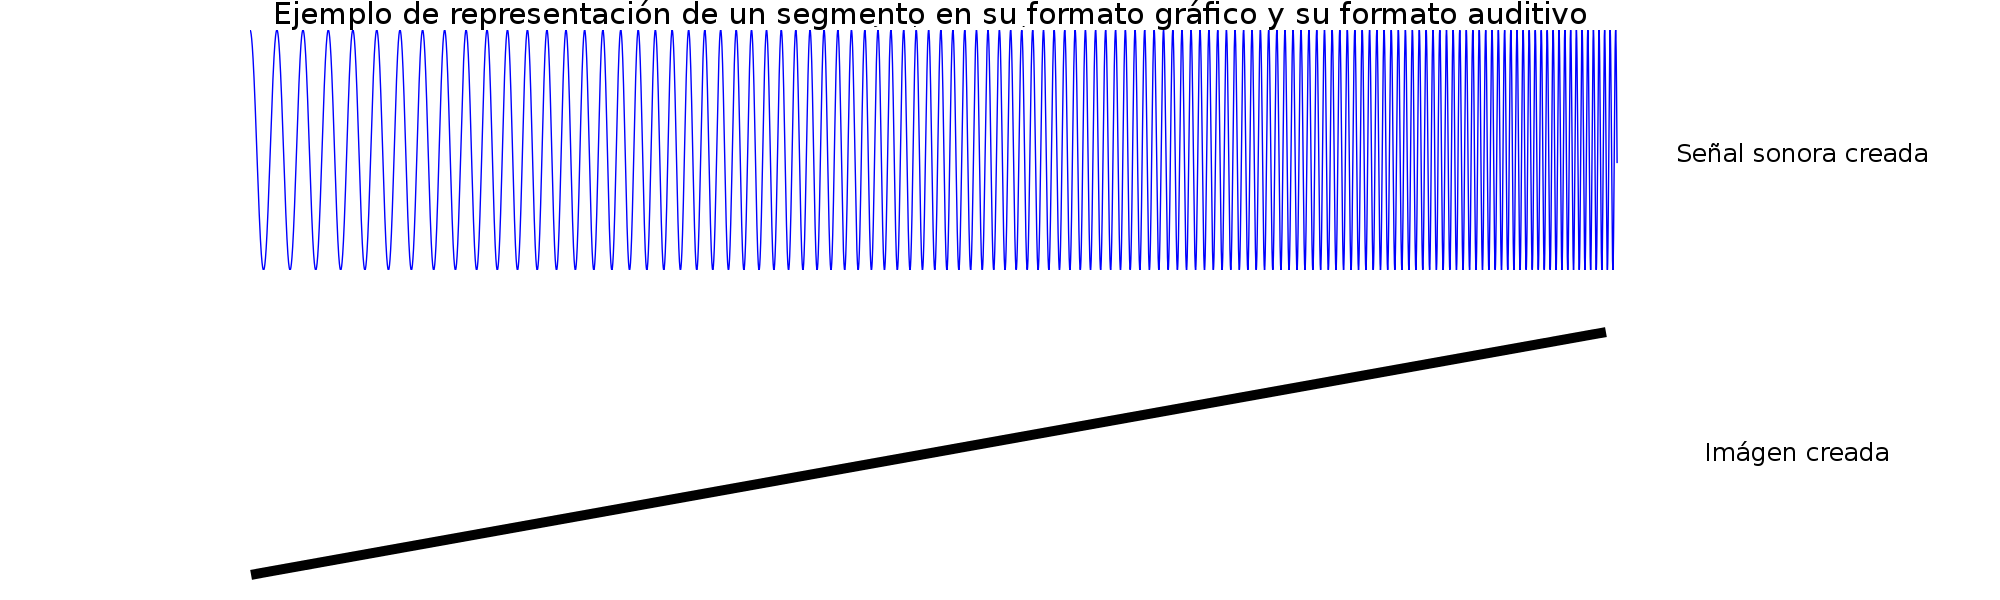 Ejemplo de representación de un segmento en su formato gráfico y su formato auditivo
Señal sonora creada
Imágen creada